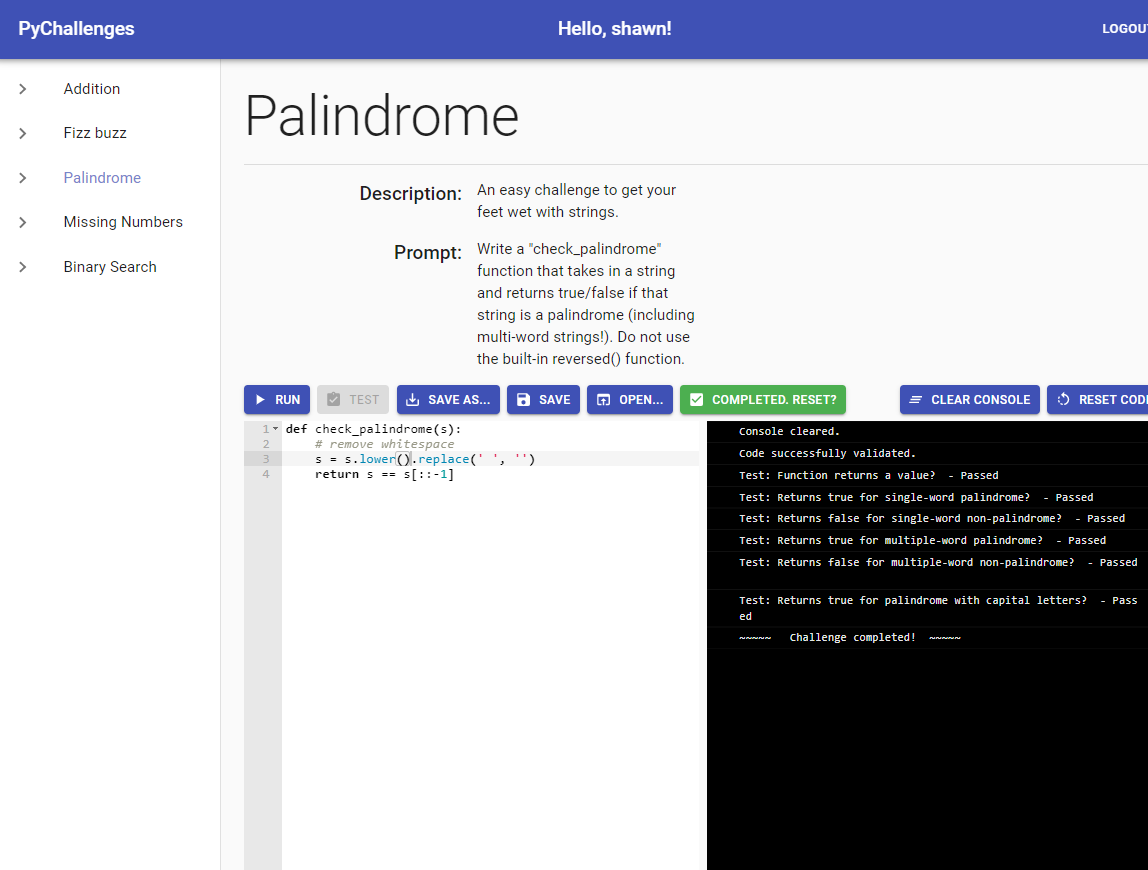 PyChallenges
Hello, shawn!
LOGOU
Addition
Fizz buzz
Palindrome
Missing Numbers
Binary Search
Palindrome
Description:
An easy challenge to get your
feet wet with strings.
Prompt:
Write a "check_palindrome"
function that takes in a string
and returns true/false if that
string is a palindrome (including
multi-word strings!). Do not use
the built-in reversed() function.
RUN
TEST
SAVE AS...
SAVE
OPEN...
COMPLETED. RESET?
CLEAR CONSOLE
RESET COD
1 def check_palindrome(s):
2 # remove whitespace
3 s = s.lower().replace(' ', '')
4 return s == s[::-1]
Console cleared.
Code successfully validated.
Test: Function returns a value? - Passed
Test: Returns true for single-word palindrome? - Passed
Test: Returns false for single-word non-palindrome? - Passed
Test: Returns true for multiple-word palindrome? - Passed
Test: Returns false for multiple-word non-palindrome? - Passed
Test: Returns true for palindrome with capital letters? - Pass
ed
~~~~~ Challenge completed! ~~~~~